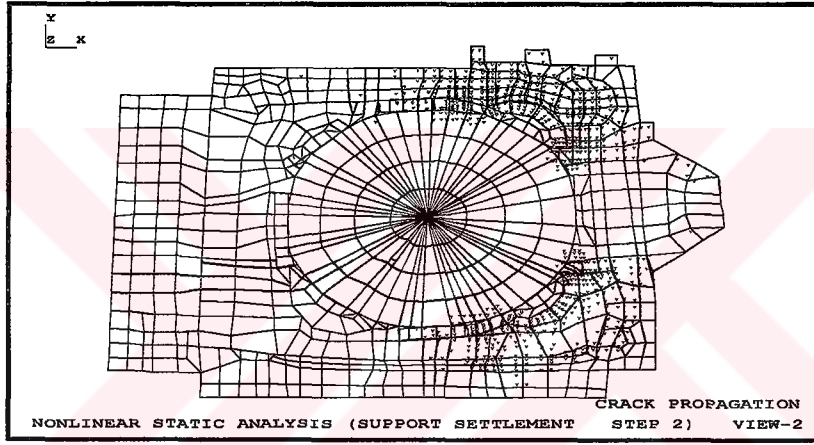 Y
Z X
CRACK PROPAGATION
NONLINEAR STATIC ANALYSIS (SUPPORT SETTLEMENT STEP 2) VIEW-2